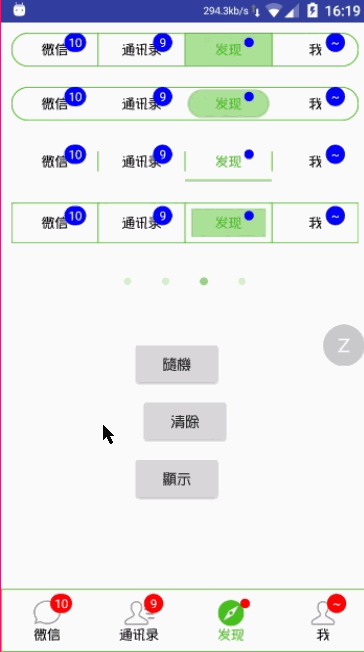 294.3kb/s 16:19
微信 10 通讯录 9 发现 我 ~
微信 10 通讯录 9 发现 我 ~
微信 10 通讯录 9 发现 我 ~
微信 10 通讯录 9 发现 我 ~
Z
隨機
清除
顯示
10 9 ~
微信 通讯录 发现 我